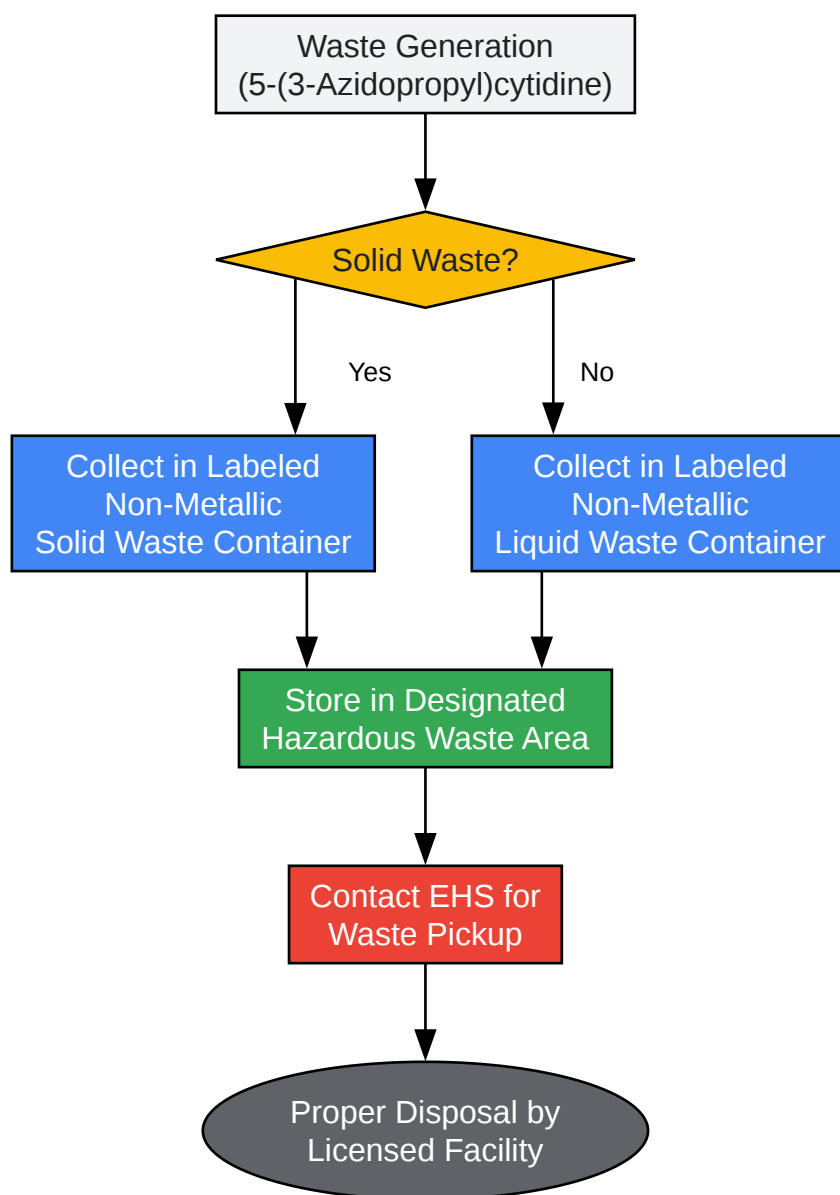 Waste Generation
(5-(3-Azidopropyl)cytidine)
Solid Waste?
Yes
No
Collect in Labeled
Non-Metallic
Solid Waste Container
Collect in Labeled
Non-Metallic
Liquid Waste Container
Store in Designated
Hazardous Waste Area
Contact EHS for
Waste Pickup
Proper Disposal by
Licensed Facility